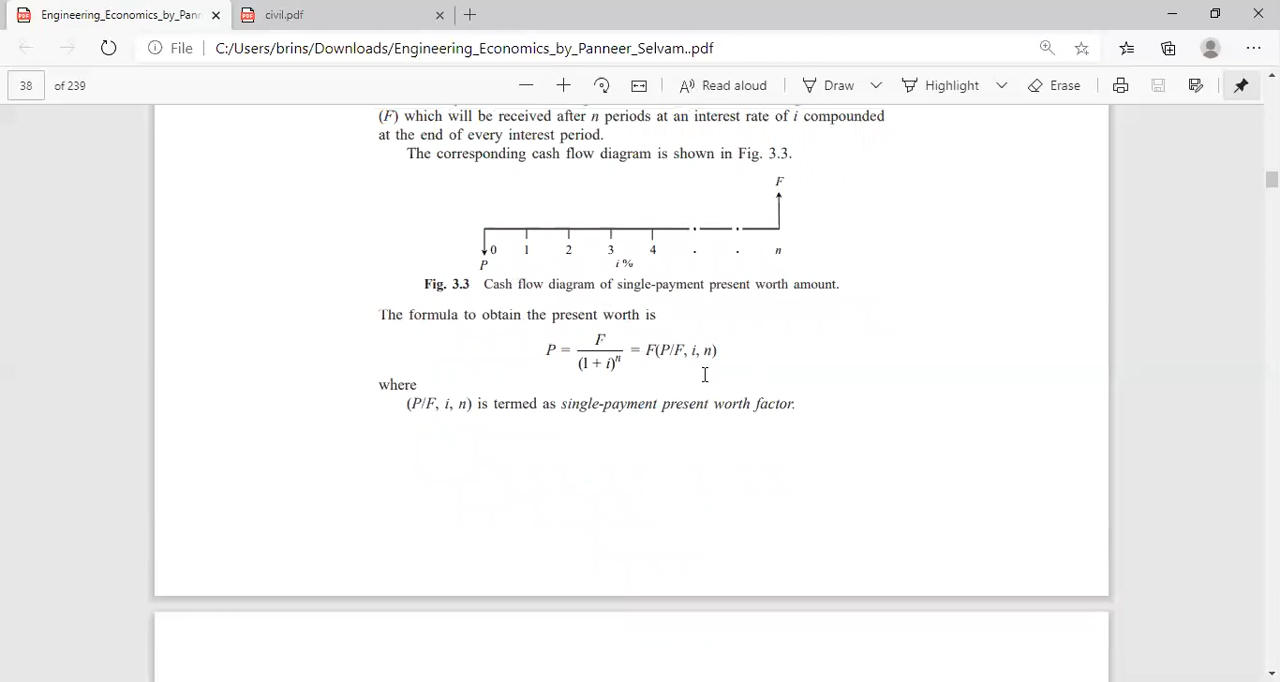 Engineering_Economics_by_Pann
civil.pdf
File
C:/Users/brins/Downloads/Engineering_Economics_by_Panneer_Selvam..pdf
38 of 239
Read aloud
Draw
Highlight
Erase
(F) which will be received after n periods at an interest rate of i compounded
at the end of every interest period.
The corresponding cash flow diagram is shown in Fig. 3.3.
F
0 1 2 3 4 . . n
P i %
Fig. 3.3 Cash flow diagram of single-payment present worth amount.
The formula to obtain the present worth is
P = F / (1 + i)^n = F(P/F, i, n)
where
(P/F, i, n) is termed as single-payment present worth factor.